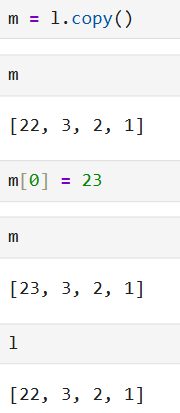 m = l.copy()
m
[22, 3, 2, 1]
m[0] = 23
m
[23, 3, 2, 1]
l
[22, 3, 2, 1]